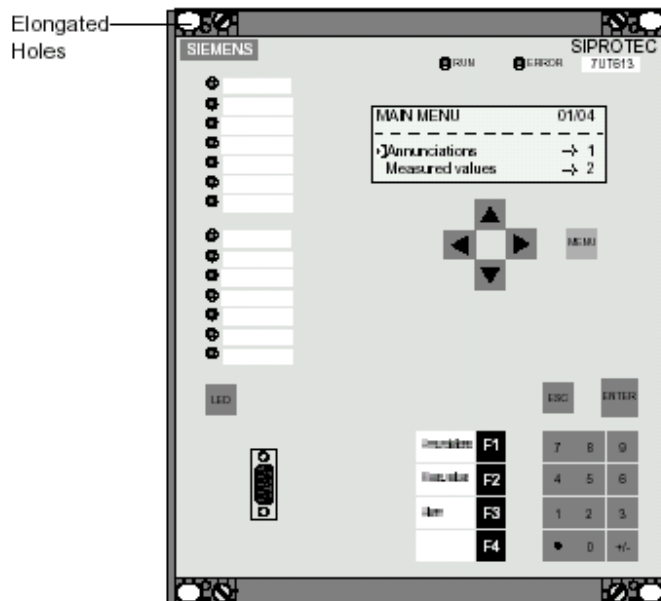 Elongated
Holes
SIEMENS
SIPROTEC
RUN
ERROR
7UT613
MAIN MENU 01/04
Annunciations 1
Measured values 2
MENU
LED
ESC
ENTER
F1
7 8 9
F2
4 5 6
F3
1 2 3
F4
0 +/-